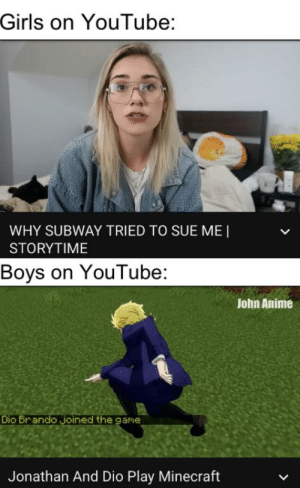 Girls on YouTube:
WHY SUBWAY TRIED TO SUE ME |
STORYTIME
Boys on YouTube:
John Anime
Dio Brando joined the game
Jonathan And Dio Play Minecraft